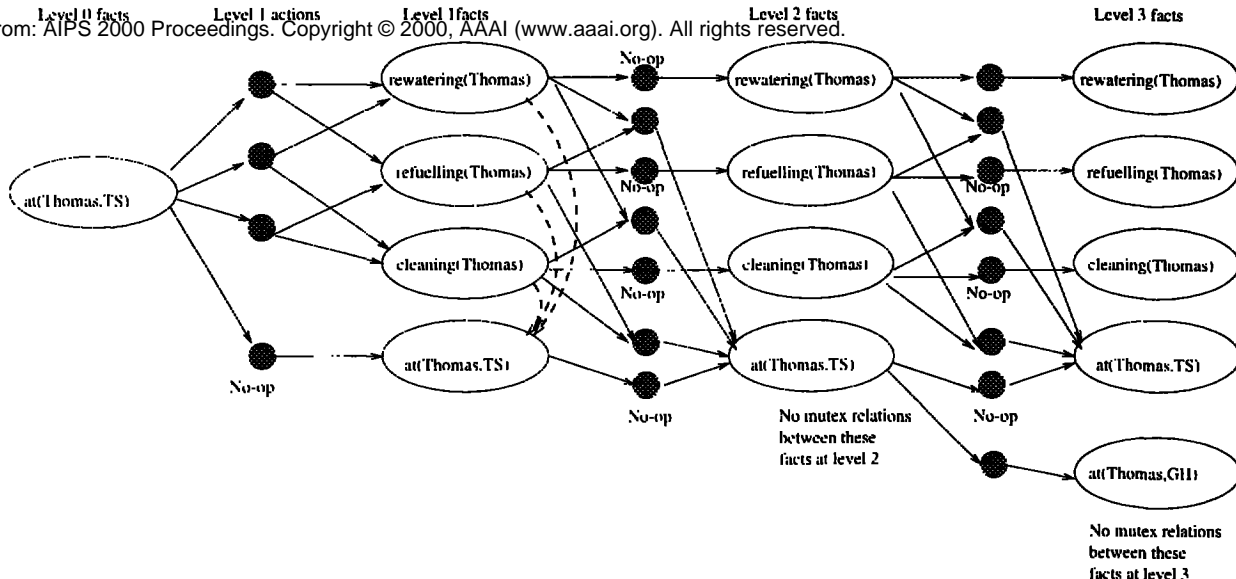 Level 0 facts Level 1 actions Level 1facts Level 2 facts Level 3 facts
rom: AIPS 2000 Proceedings. Copyright © 2000, AAAI (www.aaai.org). All rights reserved.
No-op
rewatering(Thomas) rewatering(Thomas) rewatering(Thomas)
refuelling(Thomas) refuelling(Thomas) refuelling(Thomas)
No-op No-op
at(Thomas.TS)
cleaning(Thomas) cleaning(Thomas) cleaning(Thomas)
No-op No-op
at(Thomas.TS) at(Thomas.TS) at(Thomas.TS)
No-op No-op No-op
No mutex relations
between these
facts at level 2
at(Thomas,GH)
No mutex relations
between these
facts at level 3